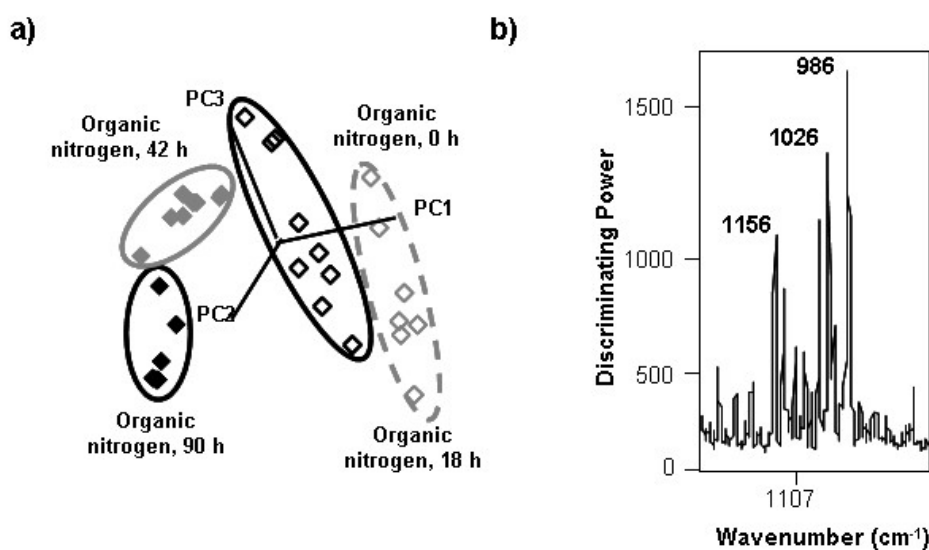 a)
PC3
Organic
nitrogen, 42 h
Organic
nitrogen, 0 h
PC1
PC2
Organic
nitrogen, 90 h
Organic
nitrogen, 18 h
b)
986
1026
1156
1500
1000
500
0
Discriminating Power
1107
Wavenumber (cm⁻¹)